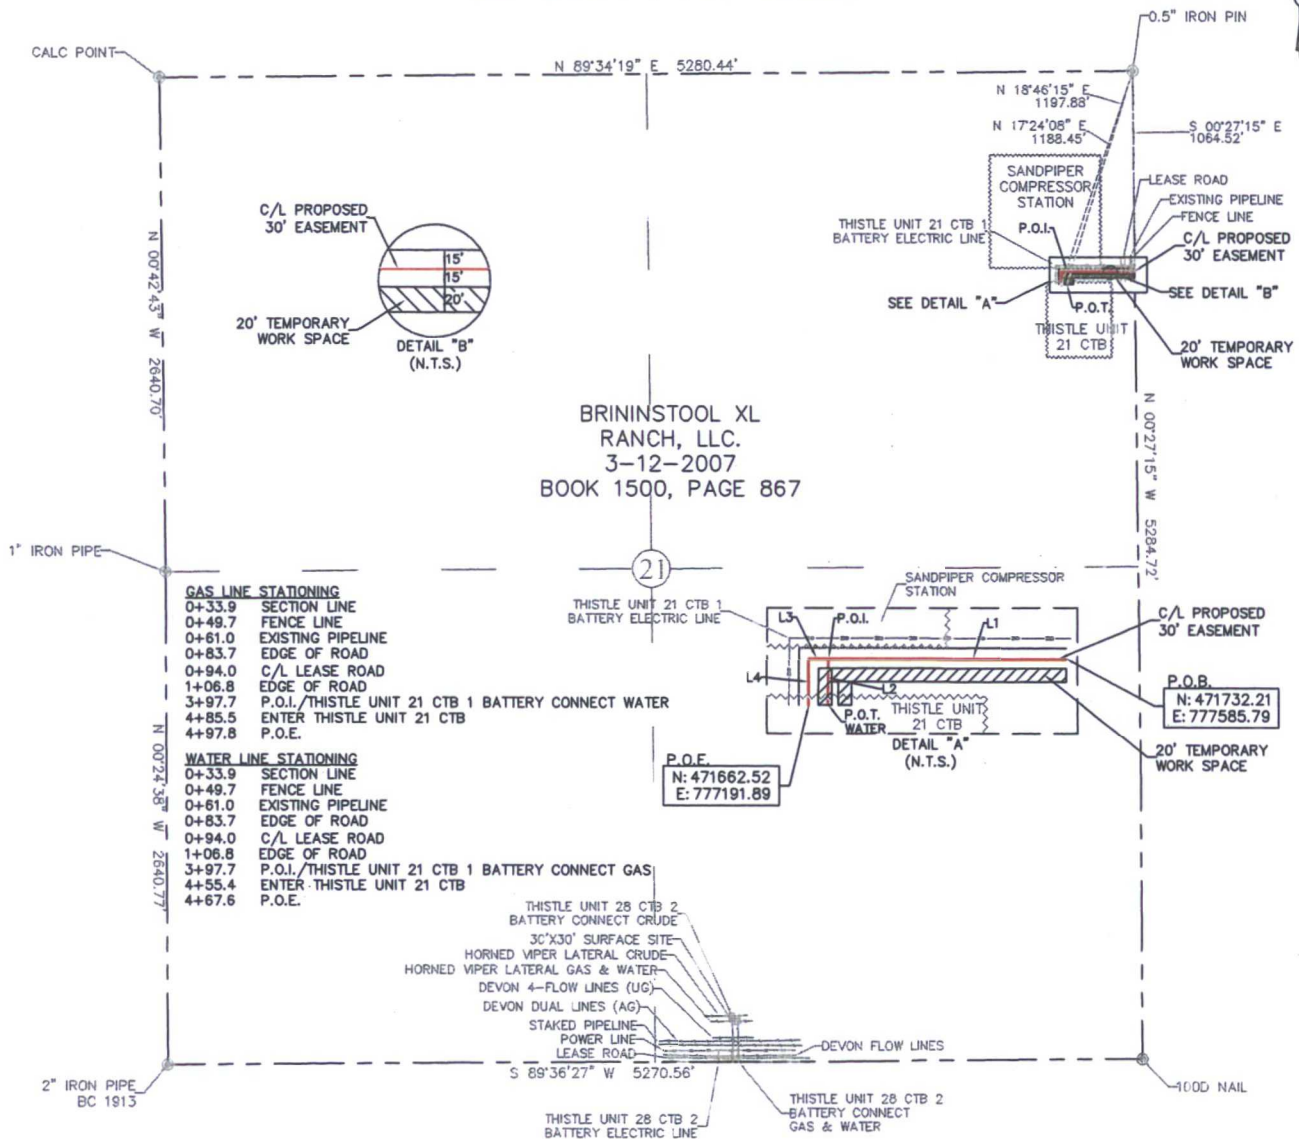 0.5" IRON PIN
CALC POINT
N 89°34'19" E 5280.44'
N 18°46'15" E
1197.88'
N 17°24'08" E
1188.45'
S 00°27'15" E
1064.52'
SANDPIPER
COMPRESSOR
STATION
LEASE ROAD
EXISTING PIPELINE
FENCE LINE
C/L PROPOSED
30' EASEMENT
THISTLE UNIT 21 CTB 1
BATTERY ELECTRIC LINE
P.O.I.
SEE DETAIL "A"
SEE DETAIL "B"
P.O.T.
THISTLE UNIT
21 CTB
20' TEMPORARY
WORK SPACE
C/L PROPOSED
30' EASEMENT
15'
15'
20'
20' TEMPORARY
WORK SPACE
DETAIL "B"
(N.T.S.)
N 00°42'43" W 2640.70'
BRININSTOOL XL
RANCH, LLC.
3-12-2007
BOOK 1500, PAGE 867
N 00°27'15" W 5284.72'
1" IRON PIPE
21
GAS LINE STATIONING
0+33.9 SECTION LINE
0+49.7 FENCE LINE
0+61.0 EXISTING PIPELINE
0+83.7 EDGE OF ROAD
0+94.0 C/L LEASE ROAD
1+06.8 EDGE OF ROAD
3+97.7 P.O.I./THISTLE UNIT 21 CTB 1 BATTERY CONNECT WATER
4+85.5 ENTER THISTLE UNIT 21 CTB
4+97.8 P.O.E.
WATER LINE STATIONING
0+33.9 SECTION LINE
0+49.7 FENCE LINE
0+61.0 EXISTING PIPELINE
0+83.7 EDGE OF ROAD
0+94.0 C/L LEASE ROAD
1+06.8 EDGE OF ROAD
3+97.7 P.O.I./THISTLE UNIT 21 CTB 1 BATTERY CONNECT GAS
4+55.4 ENTER THISTLE UNIT 21 CTB
4+67.6 P.O.E.
N 00°24'38" W 2640.77'
SANDPIPER COMPRESSOR
STATION
THISTLE UNIT 21 CTB 1
BATTERY ELECTRIC LINE
L3
P.O.I.
L1
C/L PROPOSED
30' EASEMENT
L4
L2
P.O.T.
WATER
THISTLE UNIT
21 CTB
DETAIL "A"
(N.T.S.)
P.O.B.
N: 471732.21
E: 777585.79
20' TEMPORARY
WORK SPACE
P.O.E.
N: 471662.52
E: 777191.89
THISTLE UNIT 28 CTB 2
BATTERY CONNECT CRUDE
30'X30' SURFACE SITE
HORNED VIPER LATERAL CRUDE
HORNED VIPER LATERAL GAS & WATER
DEVON 4-FLOW LINES (UG)
DEVON DUAL LINES (AG)
STAKED PIPELINE
POWER LINE
LEASE ROAD
DEVON FLOW LINES
S 89°36'27" W 5270.56'
2" IRON PIPE
BC 1913
100D NAIL
THISTLE UNIT 28 CTB 2
BATTERY ELECTRIC LINE
THISTLE UNIT 28 CTB 2
BATTERY CONNECT
GAS & WATER